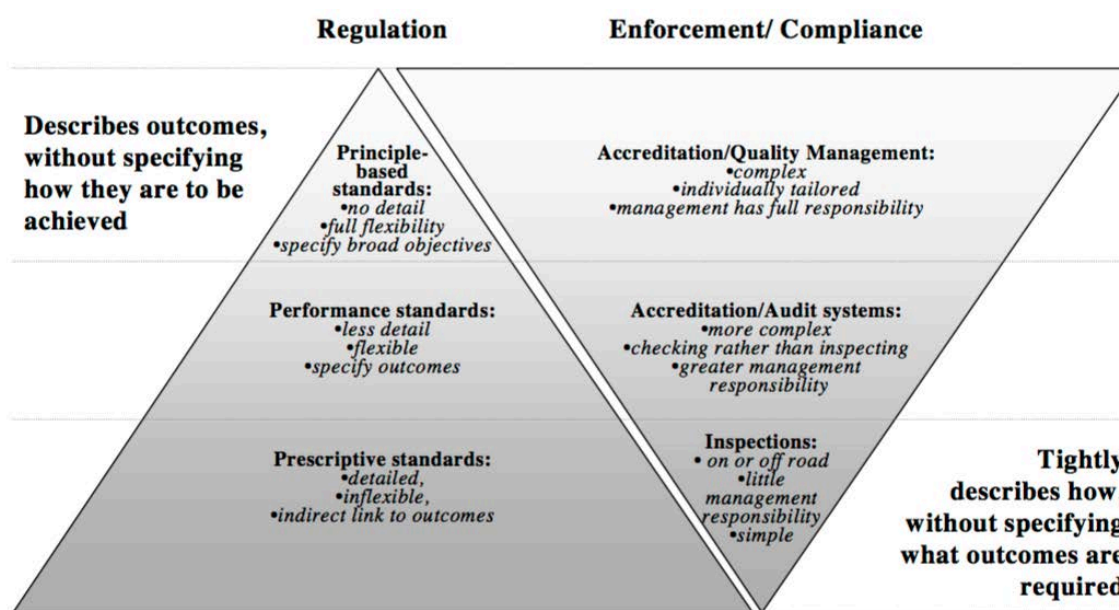 Regulation
Enforcement/ Compliance
Describes outcomes,
without specifying
how they are to be
achieved
Principle-
based
standards:
•no detail
•full flexibility
•specify broad objectives
Accreditation/Quality Management:
•complex
•individually tailored
•management has full responsibility
Performance standards:
•less detail
•flexible
•specify outcomes
Accreditation/Audit systems:
•more complex
•checking rather than inspecting
•greater management
responsibility
Prescriptive standards:
•detailed,
•inflexible,
•indirect link to outcomes
Inspections:
• on or off road
•little
management
responsibility
•simple
Tightly
describes how
without specifying
what outcomes are
required